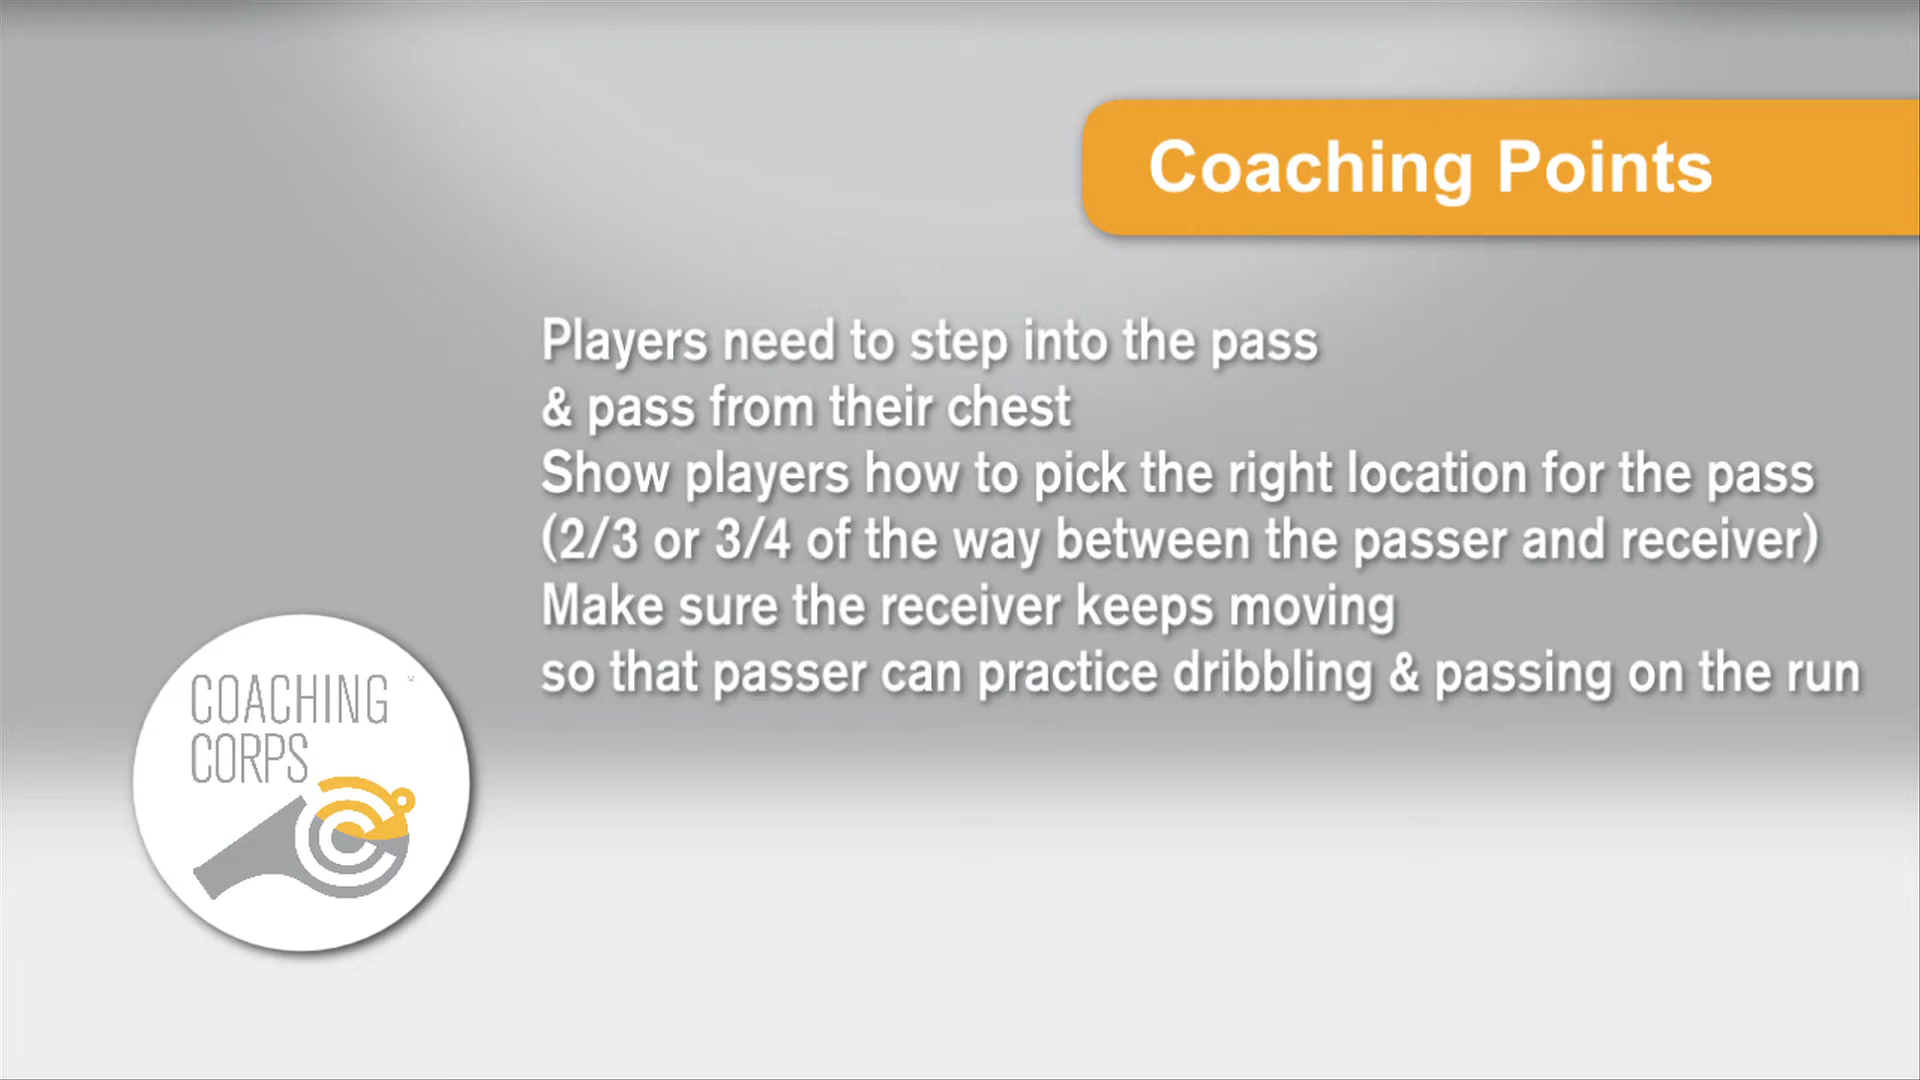 Coaching Points
Players need to step into the pass
& pass from their chest
Show players how to pick the right location for the pass
(2/3 or 3/4 of the way between the passer and receiver)
Make sure the receiver keeps moving
so that passer can practice dribbling & passing on the run
COACHING
CORPS